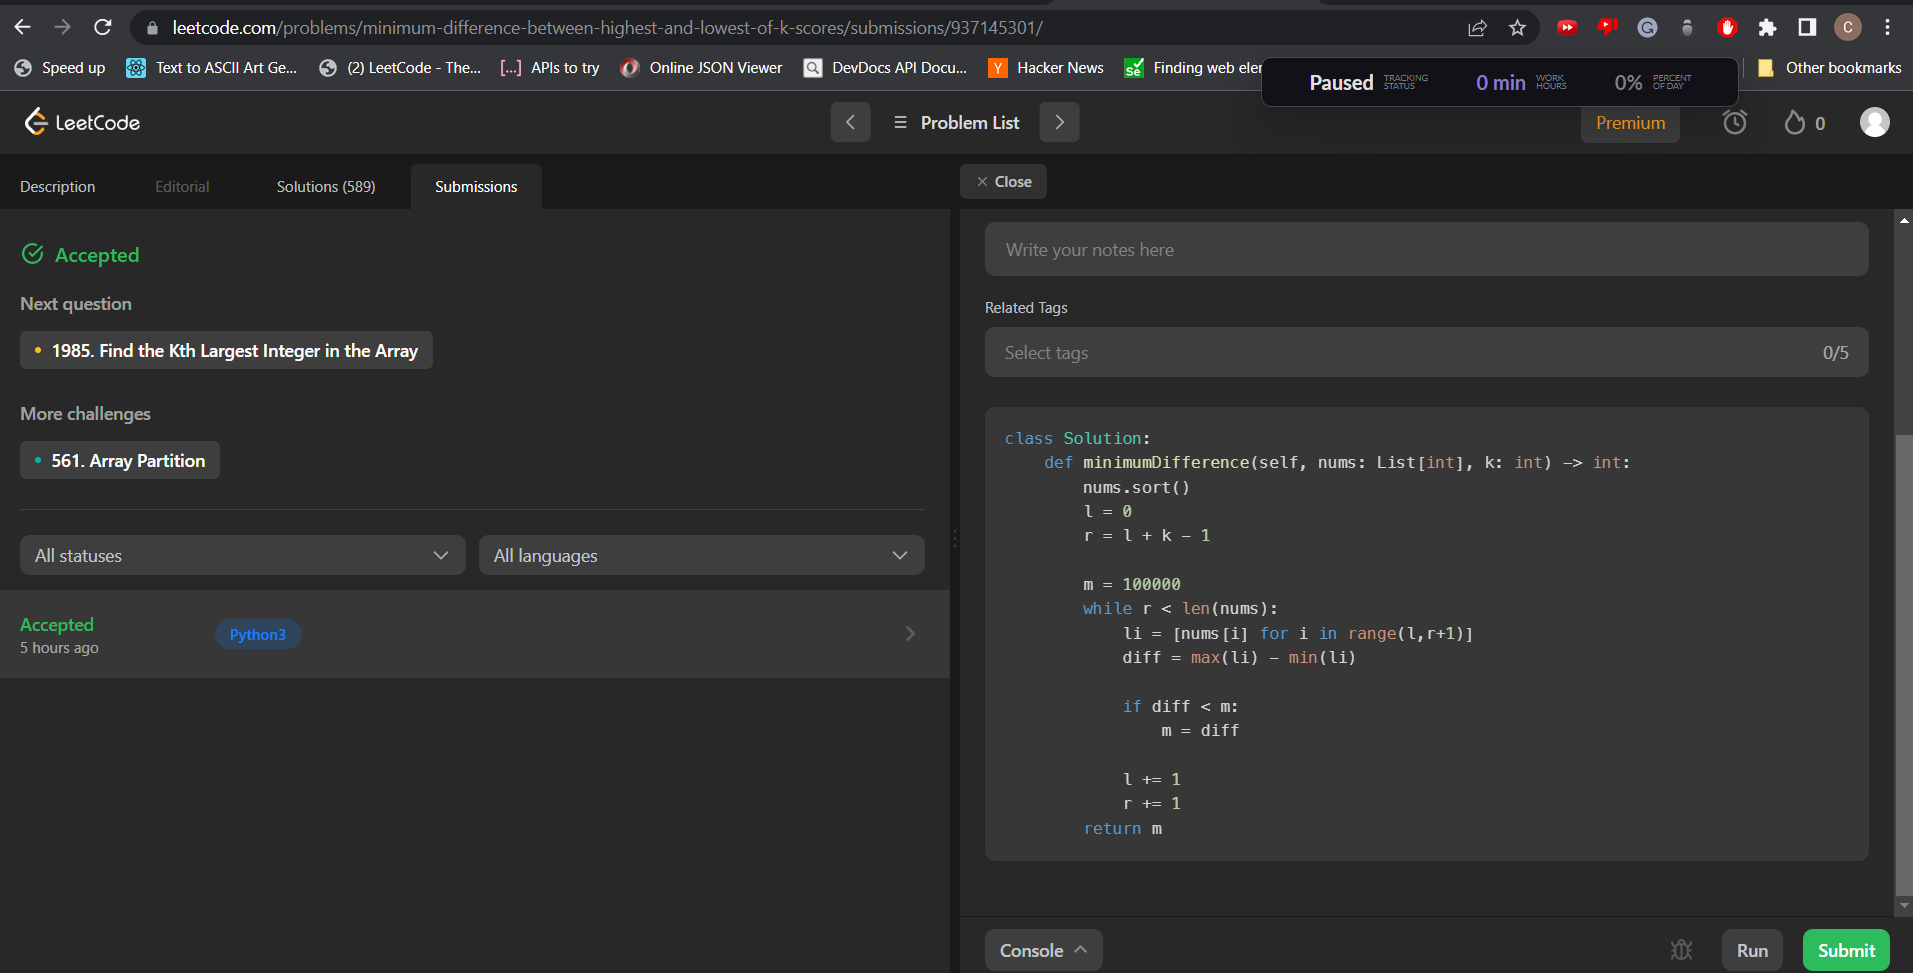 leetcode.com/problems/minimum-difference-between-highest-and-lowest-of-k-scores/submissions/937145301/
C
Speed up
Text to ASCII Art Ge...
(2) LeetCode - The...
[...] APIs to try
Online JSON Viewer
DevDocs API Docu...
Y Hacker News
Se Finding web eler
Other bookmarks
Paused TRACKING STATUS
0 min WORK HOURS
0% PERCENT OF DAY
LeetCode
Problem List
Premium
0
Description
Editorial
Solutions (589)
Submissions
Close
Accepted
Next question
1985. Find the Kth Largest Integer in the Array
More challenges
561. Array Partition
All statuses
All languages
Accepted
5 hours ago
Python3
Write your notes here
Related Tags
Select tags
0/5
class Solution:
    def minimumDifference(self, nums: List[int], k: int) -> int:
        nums.sort()
        l = 0
        r = l + k - 1
        m = 100000
        while r < len(nums):
            li = [nums[i] for i in range(l,r+1)]
            diff = max(li) - min(li)
            if diff < m:
                m = diff
            l += 1
            r += 1
        return m
Console
Run
Submit